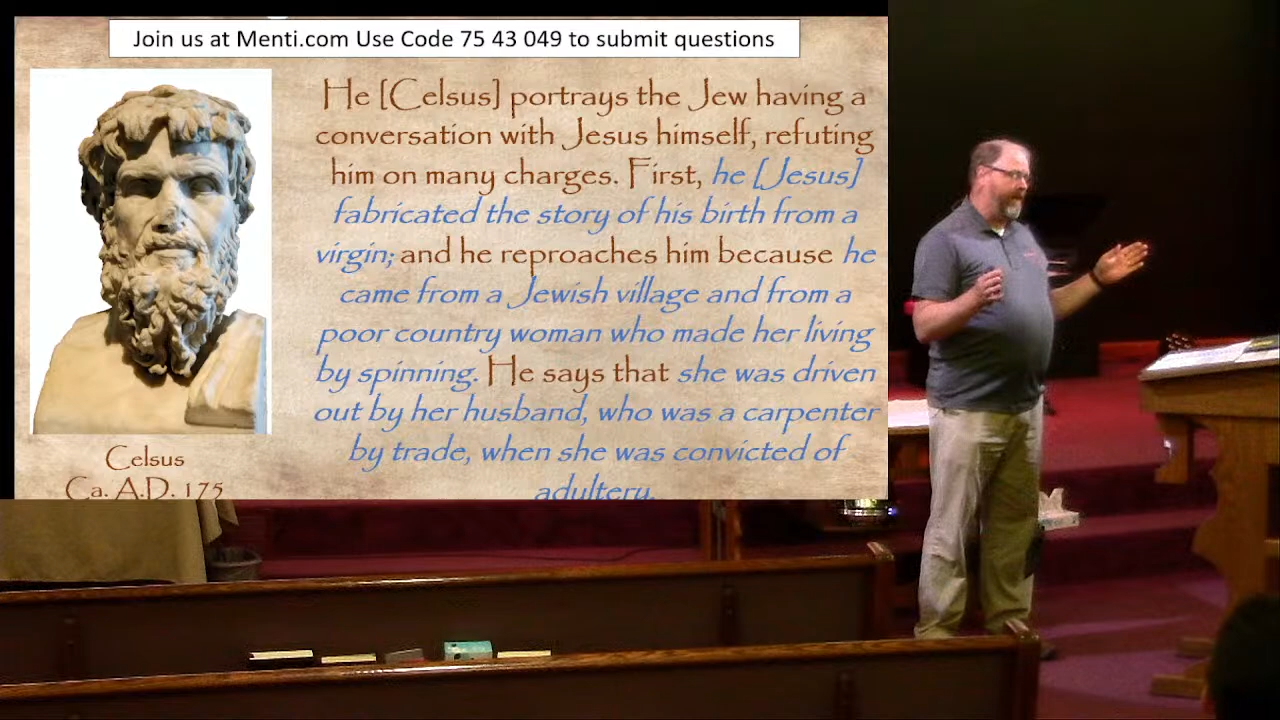 Join us at Menti.com Use Code 75 43 049 to submit questions
He [Celsus] portrays the Jew having a
conversation with Jesus himself, refuting
him on many charges. First, he [Jesus]
fabricated the story of his birth from a
virgin; and he reproaches him because he
came from a Jewish village and from a
poor country woman who made her living
by spinning. He says that she was driven
out by her husband, who was a carpenter
by trade, when she was convicted of
adultery.
Celsus
Ca. A.D. 175